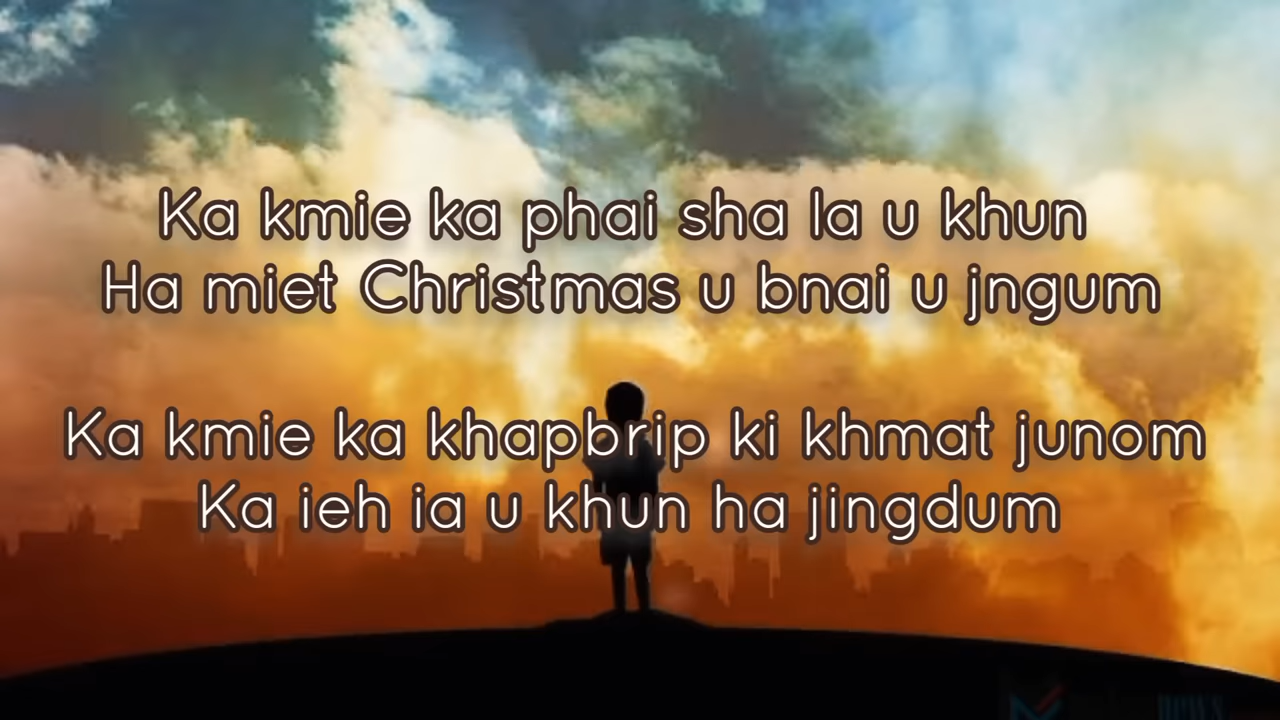 Ka kmie ka phai sha la u khun
Ha miet Christmas u bnai u jngum
Ka kmie ka khapbrip ki khmat junom
Ka ieh ia u khun ha jingdum